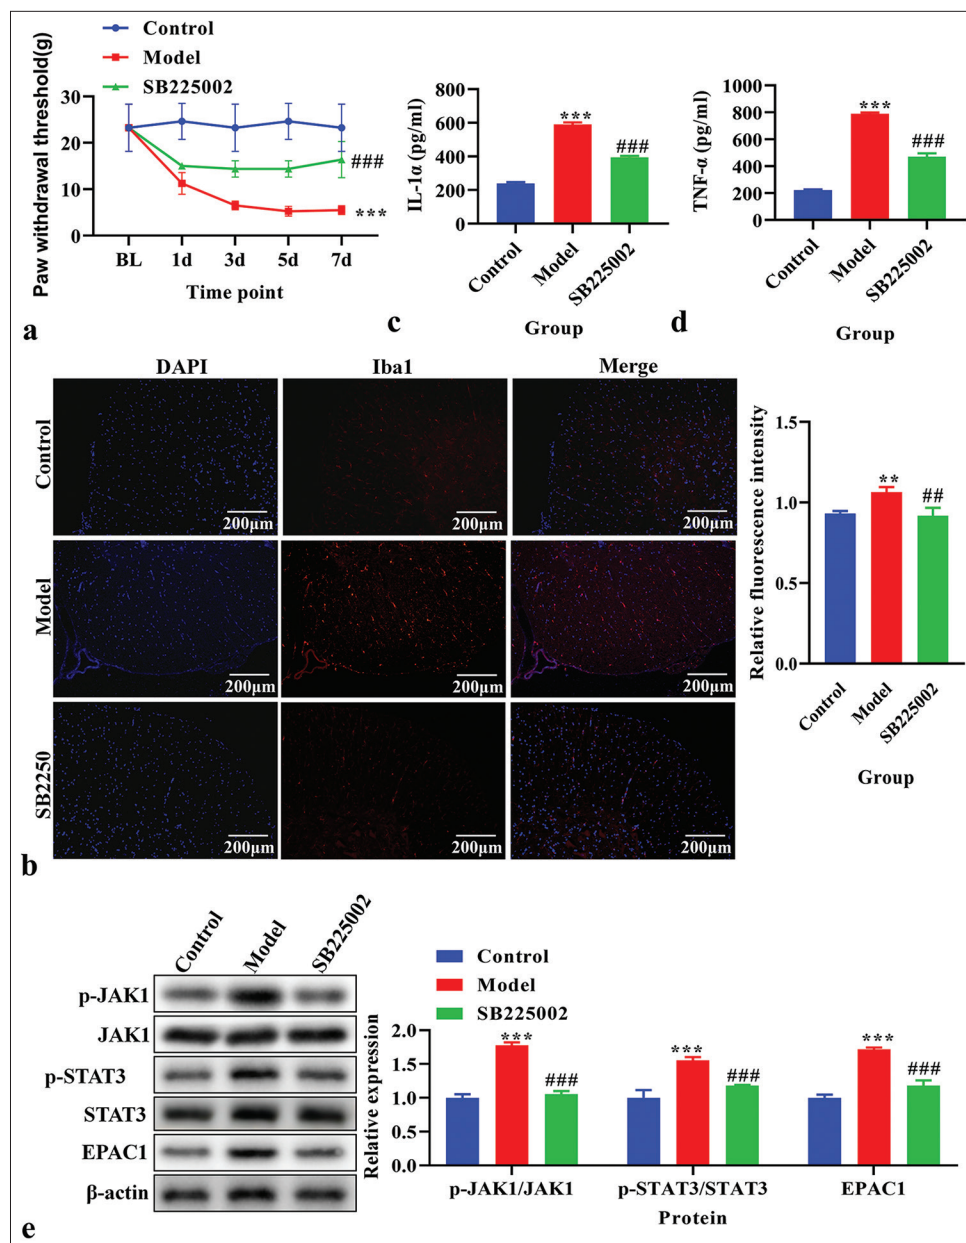 Control
Model
SB225002
Paw withdrawal threshold(g)
30
20
10
0
###
***
BL 1d 3d 5d 7d
Time point
a
IL-1α (pg/ml)
800
600
400
200
0
***
###
Control
Model
SB225002
Group
c
TNF-α (pg/ml)
1000
800
600
400
200
0
***
###
Control
Model
SB225002
Group
d
DAPI Iba1 Merge
Control
200µm 200µm 200µm
Model
200µm 200µm 200µm
SB2250
200µm 200µm 200µm
b
Relative fluorescence intensity
1.5
1.0
0.5
0.0
**
##
Control
Model
SB225002
Group
Control Model SB225002
p-JAK1
JAK1
p-STAT3
STAT3
EPAC1
β-actin
e
Control
Model
SB225002
Relative expression
2.0
1.5
1.0
0.5
0.0
*** ### *** ### *** ###
p-JAK1/JAK1 p-STAT3/STAT3 EPAC1
Protein